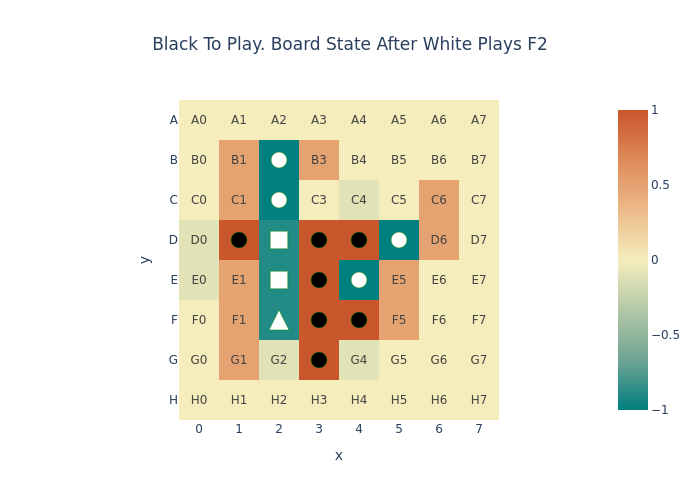 Black To Play. Board State After White Plays F2
A A0 A1 A2 A3 A4 A5 A6 A7
B B0 B1 B3 B4 B5 B6 B7
C C0 C1 C3 C4 C5 C6 C7
D D0 D6 D7
E E0 E1 E5 E6 E7
F F0 F1 F5 F6 F7
G G0 G1 G2 G4 G5 G6 G7
H H0 H1 H2 H3 H4 H5 H6 H7
0 1 2 3 4 5 6 7
x
y
1
0.5
0
−0.5
−1